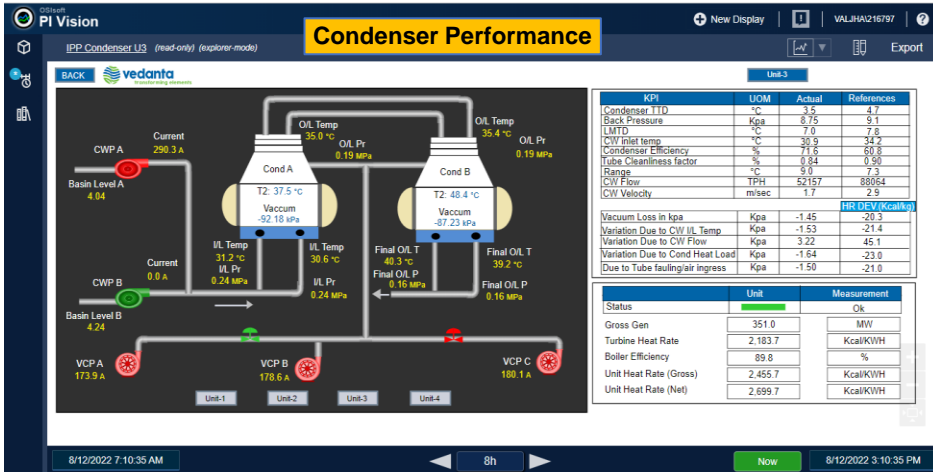 OSIsoft
PI Vision
New Display
VALJHA\216797
IPP Condenser U3 (read-only) (explorer-mode)
Condenser Performance
Export
BACK
vedanta
transforming elements
Unit-3
CWP A
Current
290.3 A
Basin Level A
4.04
O/L Temp
35.0 °C
O/L Pr
0.19 MPa
O/L Temp
35.4 °C
O/L Pr
0.19 MPa
Cond A
T2: 37.5 °C
Vaccum
-92.18 kPa
Cond B
T2: 48.4 °C
Vaccum
-87.23 kPa
I/L Temp
31.2 °C
I/L Pr
0.24 MPa
I/L Temp
30.6 °C
I/L Pr
0.24 MPa
Final O/L T
40.3 °C
Final O/L P
0.16 MPa
Final O/L T
39.2 °C
Final O/L P
0.16 MPa
Current
0.0 A
CWP B
Basin Level B
4.24
VCP A
173.9 A
VCP B
178.6 A
VCP C
180.1 A
Unit-1 Unit-2 Unit-3 Unit-4
KPI UOM Actual References
Condenser TTD °C 3.5 4.7
Back Pressure Kpa 8.75 9.1
LMTD °C 7.0 7.8
CW inlet temp °C 30.9 34.2
Condenser Efficiency % 71.6 60.8
Tube Cleanliness factor % 0.84 0.90
Range °C 9.0 7.3
CW Flow TPH 52157 88064
CW Velocity m/sec 1.7 2.9
HR DEV.(Kcal/kg)
Vacuum Loss in kpa Kpa -1.45 -20.3
Variation Due to CW I/L Temp Kpa -1.53 -21.4
Variation Due to CW Flow Kpa 3.22 45.1
Variation Due to Cond Heat Load Kpa -1.64 -23.0
Due to Tube fauling/air ingress Kpa -1.50 -21.0
Unit Measurement
Status Ok
Gross Gen 351.0 MW
Turbine Heat Rate 2,183.7 Kcal/KWH
Boiler Efficiency 89.8 %
Unit Heat Rate (Gross) 2,455.7 Kcal/KWH
Unit Heat Rate (Net) 2,699.7 Kcal/KWH
8/12/2022 7:10:35 AM
8h
Now
8/12/2022 3:10:35 PM